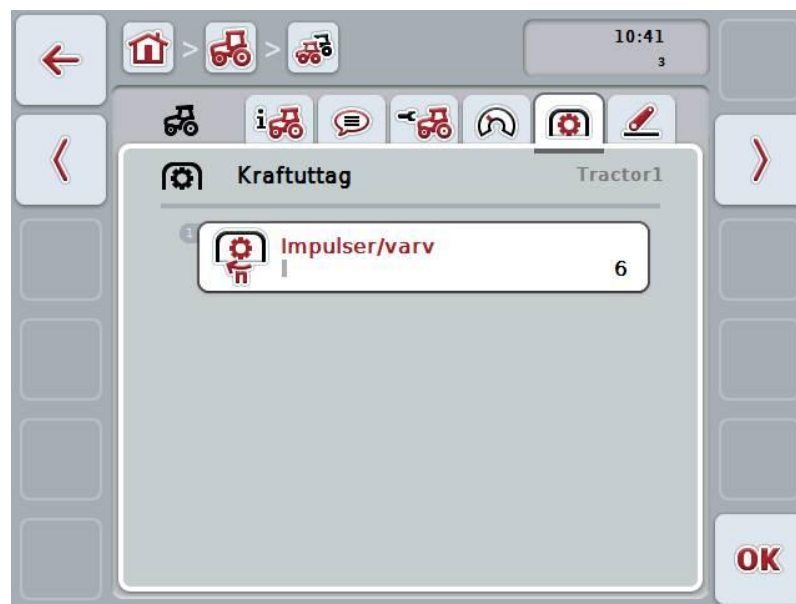 10:41
3
i
Kraftuttag
Tractor1
1
Impulser/varv
n
6
OK